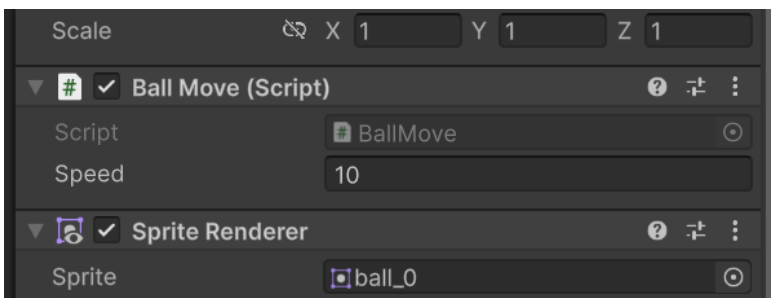 Scale X 1 Y 1 Z 1
# Ball Move (Script)
Script # BallMove
Speed 10
Sprite Renderer
Sprite ball_0